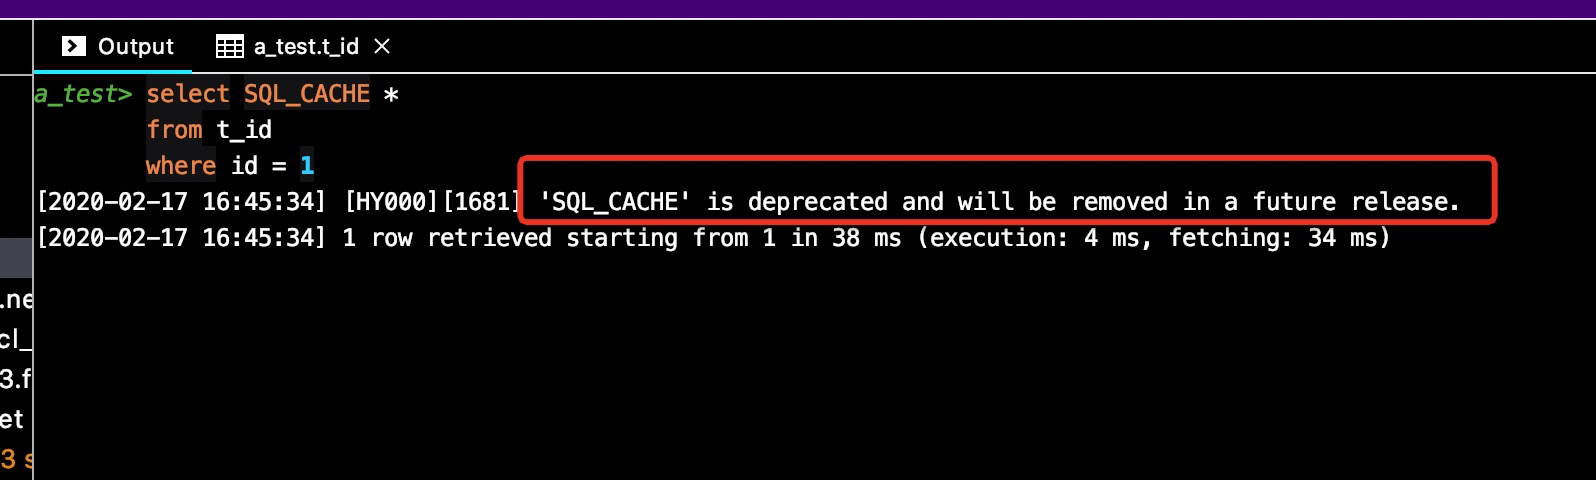 Output a_test.t_id
a_test> select SQL_CACHE *
from t_id
where id = 1
[2020-02-17 16:45:34] [HY000][1681] 'SQL_CACHE' is deprecated and will be removed in a future release.
[2020-02-17 16:45:34] 1 row retrieved starting from 1 in 38 ms (execution: 4 ms, fetching: 34 ms)
.ne
cl_
3.f
et
3 s